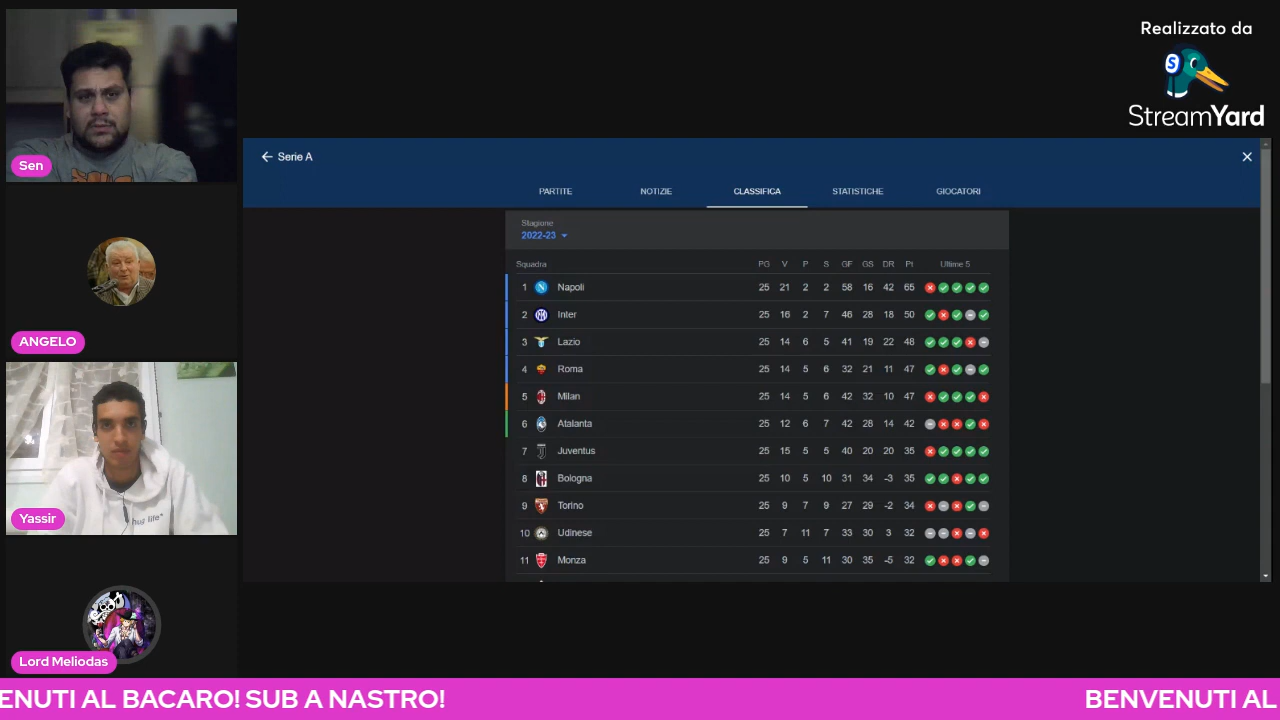 Realizzato da
StreamYard
Sen
ANGELO
Yassir
Lord Meliodas
Serie A
PARTITE NOTIZIE CLASSIFICA STATISTICHE GIOCATORI
Stagione
2022-23
Squadra PG V P S GF GS DR Pt Ultime 5
1 Napoli 25 21 2 2 58 16 42 65
2 Inter 25 16 2 7 46 28 18 50
3 Lazio 25 14 6 5 41 19 22 48
4 Roma 25 14 5 6 32 21 11 47
5 Milan 25 14 5 6 42 32 10 47
6 Atalanta 25 12 6 7 42 28 14 42
7 Juventus 25 15 5 5 40 20 20 35
8 Bologna 25 10 5 10 31 34 -3 35
9 Torino 25 9 7 9 27 29 -2 34
10 Udinese 25 7 11 7 33 30 3 32
11 Monza 25 9 5 11 30 35 -5 32
ENUTI AL BACARO! SUB A NASTRO! BENVENUTI AL